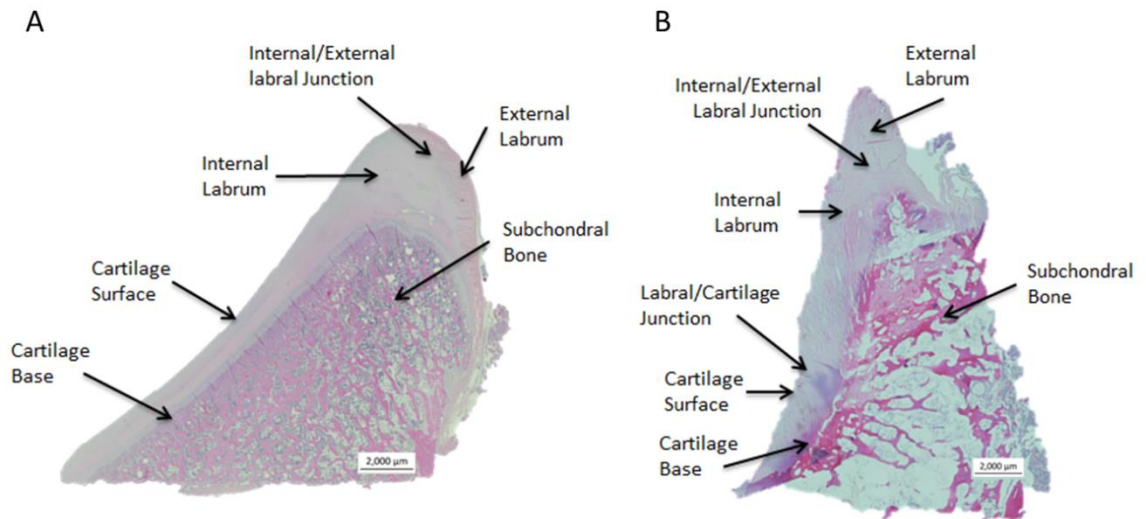 A
Internal/External
labral Junction
External
Labrum
Internal
Labrum
Subchondral
Bone
Cartilage
Surface
Cartilage
Base
2,000 µm
B
External
Labrum
Internal/External
Labral Junction
Internal
Labrum
Subchondral
Bone
Labral/Cartilage
Junction
Cartilage
Surface
Cartilage
Base
2,000 µm